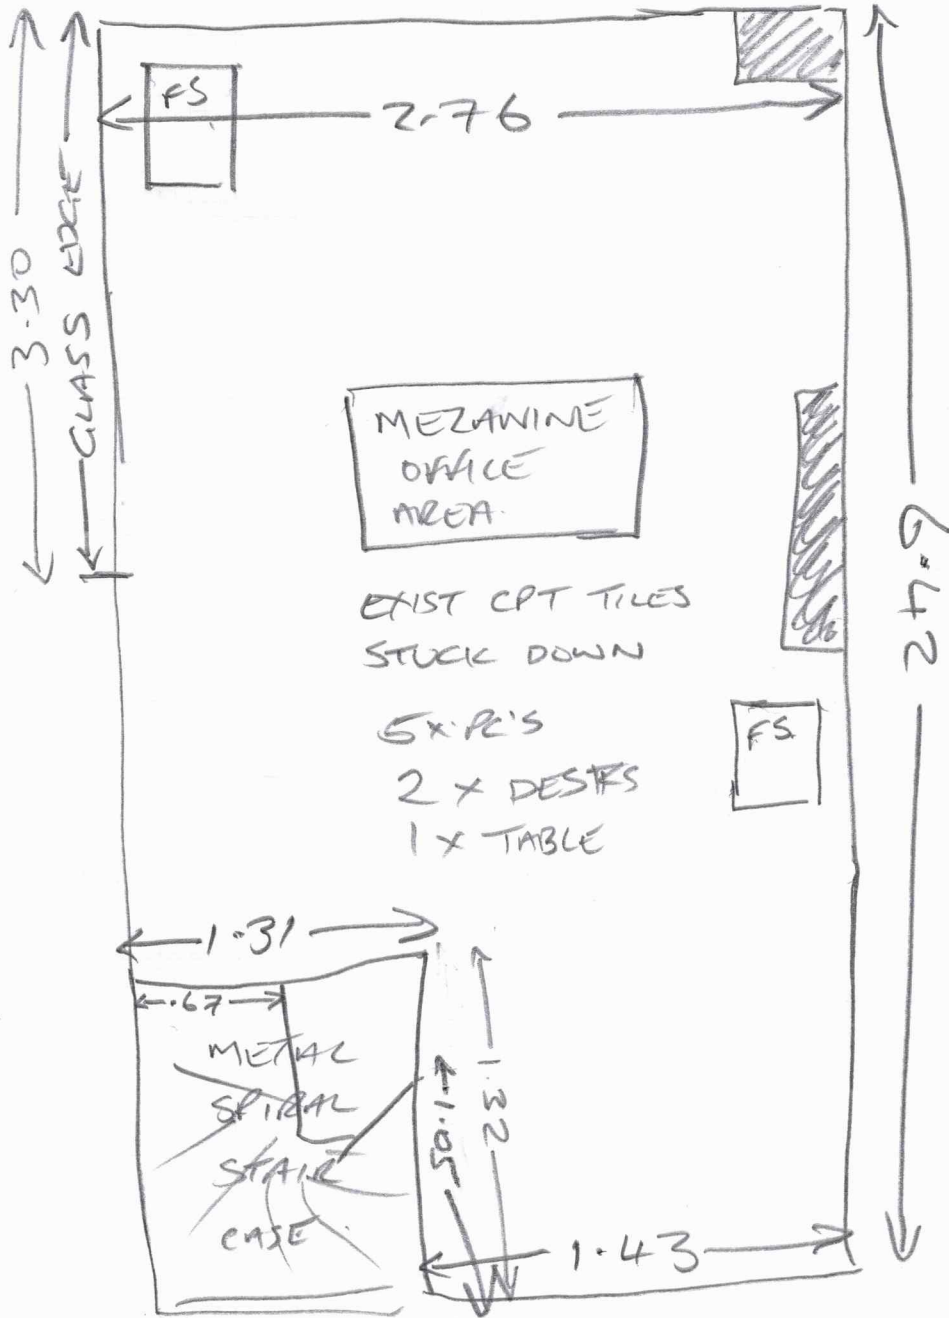 FS
2.76
3.30
GLASS EDGE
MEZANINE
OFFICE
AREA.
6.42
EXIST CPT TILES
STUCK DOWN
5 x PC'S
FS
2 x DESKS
1 x TABLE
1.31
.67
METAL
SPIRAL
STAIR
CASE
1.05
1.32
1.43